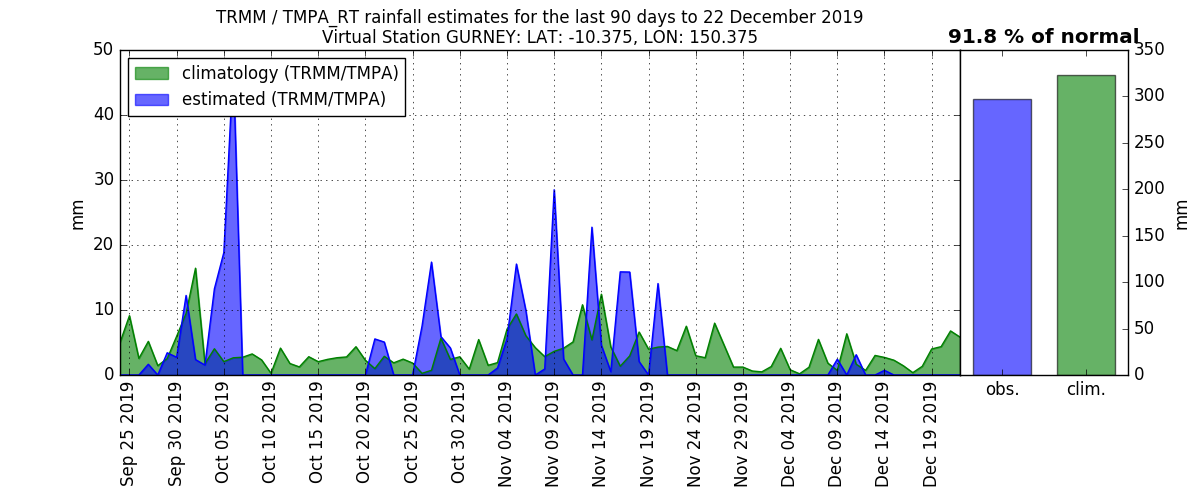 TRMM / TMPA_RT rainfall estimates for the last 90 days to 22 December 2019
Virtual Station GURNEY: LAT: -10.375, LON: 150.375
91.8 % of normal
climatology (TRMM/TMPA)
estimated (TRMM/TMPA)
50
40
30
20
10
0
mm
Sep 25 2019
Sep 30 2019
Oct 05 2019
Oct 10 2019
Oct 15 2019
Oct 20 2019
Oct 25 2019
Oct 30 2019
Nov 04 2019
Nov 09 2019
Nov 14 2019
Nov 19 2019
Nov 24 2019
Nov 29 2019
Dec 04 2019
Dec 09 2019
Dec 14 2019
Dec 19 2019
350
300
250
200
150
100
50
0
mm
obs.
clim.